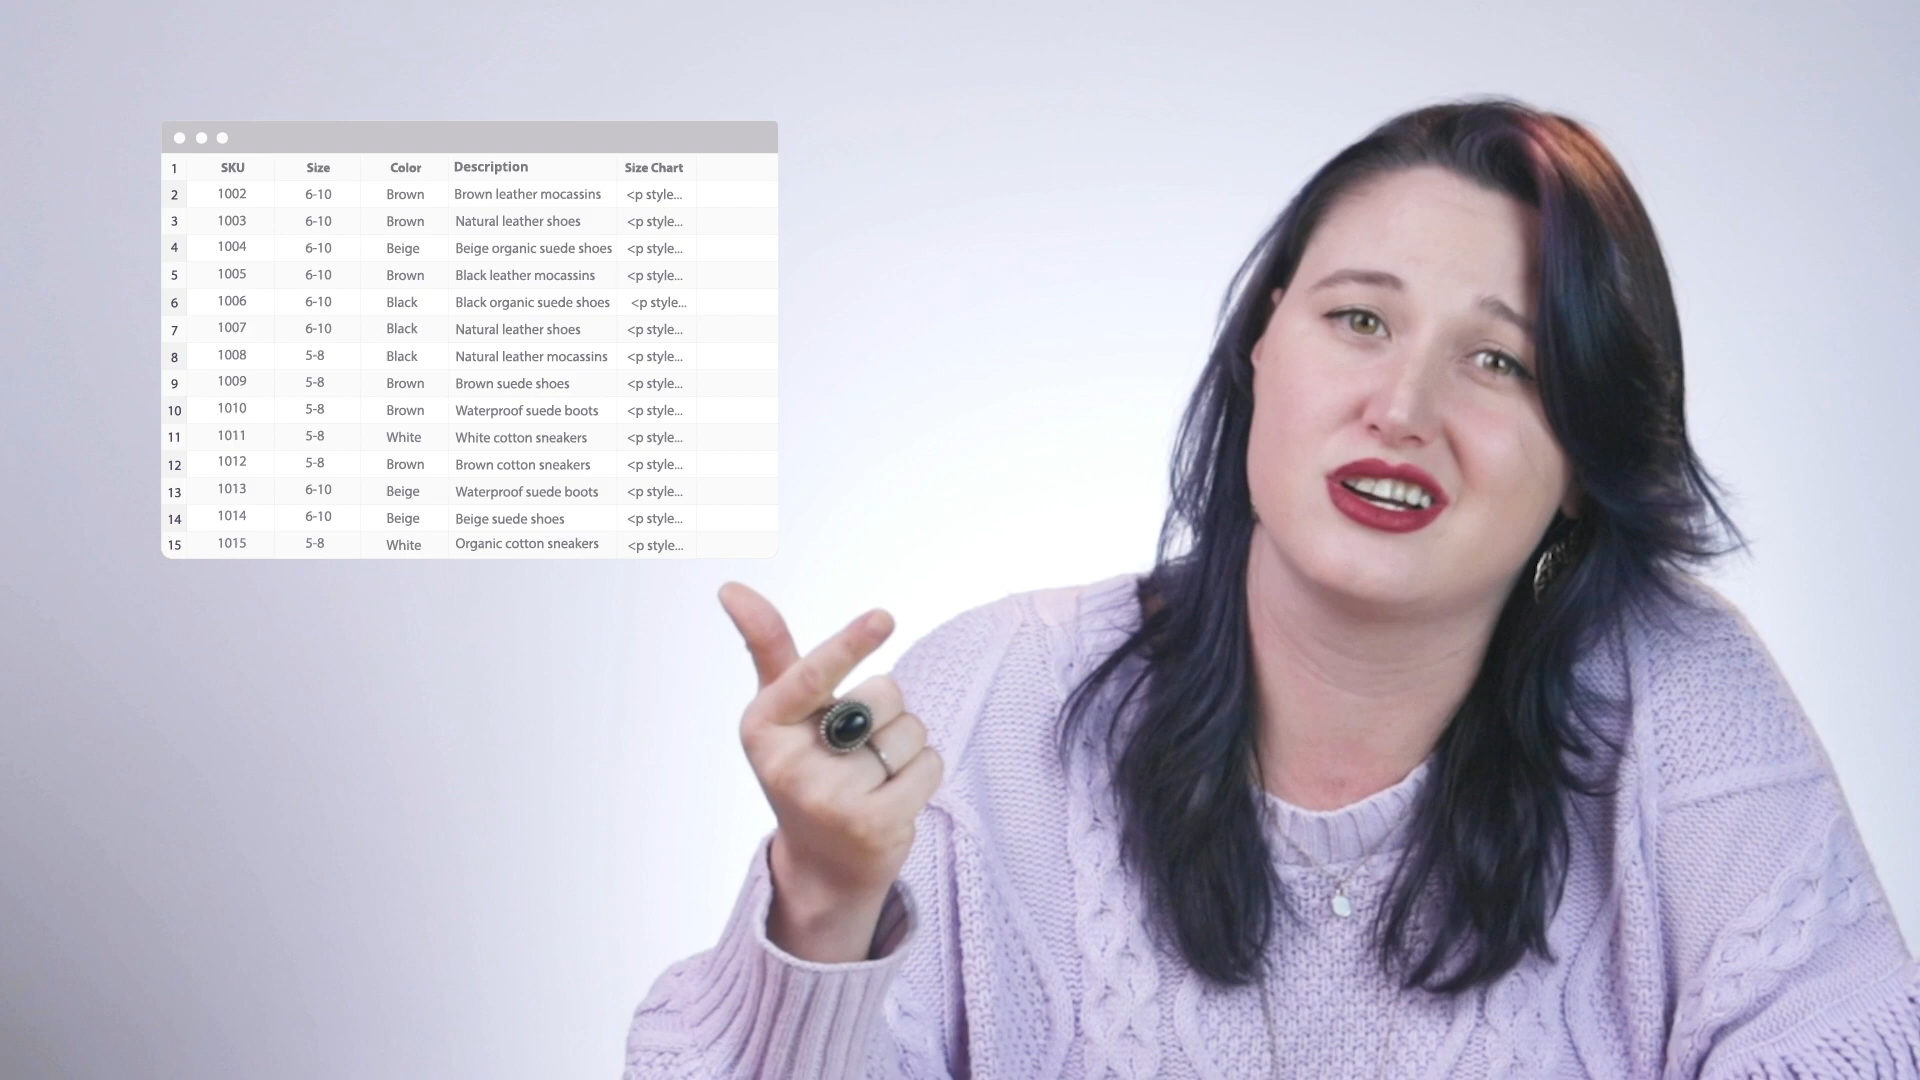 1 SKU Size Color Description Size Chart
2 1002 6-10 Brown Brown leather mocassins <p style...
3 1003 6-10 Brown Natural leather shoes <p style...
4 1004 6-10 Beige Beige organic suede shoes <p style...
5 1005 6-10 Brown Black leather mocassins <p style...
6 1006 6-10 Black Black organic suede shoes <p style...
7 1007 6-10 Black Natural leather shoes <p style...
8 1008 5-8 Black Natural leather mocassins <p style...
9 1009 5-8 Brown Brown suede shoes <p style...
10 1010 5-8 Brown Waterproof suede boots <p style...
11 1011 5-8 White White cotton sneakers <p style...
12 1012 5-8 Brown Brown cotton sneakers <p style...
13 1013 6-10 Beige Waterproof suede boots <p style...
14 1014 6-10 Beige Beige suede shoes <p style...
15 1015 5-8 White Organic cotton sneakers <p style...